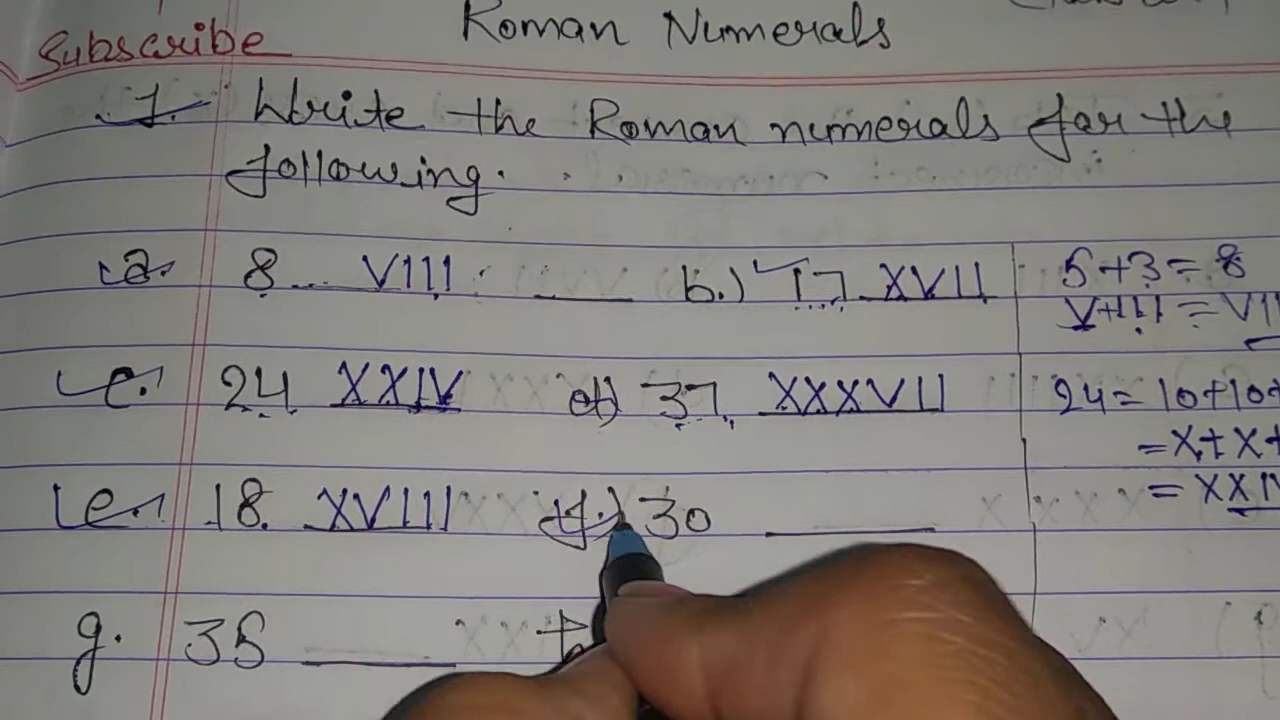 Roman Numerals
Subscribe
1. Write the Roman numerals for the
following.
a. 8 VIII b.) 17 XVII 5+3=8
V+III = VII
c. 24 XXIV d) 37 XXXVII 24=10+10+
=X+X+
e. 18 XVIII f.) 30 = XXIV
g. 35